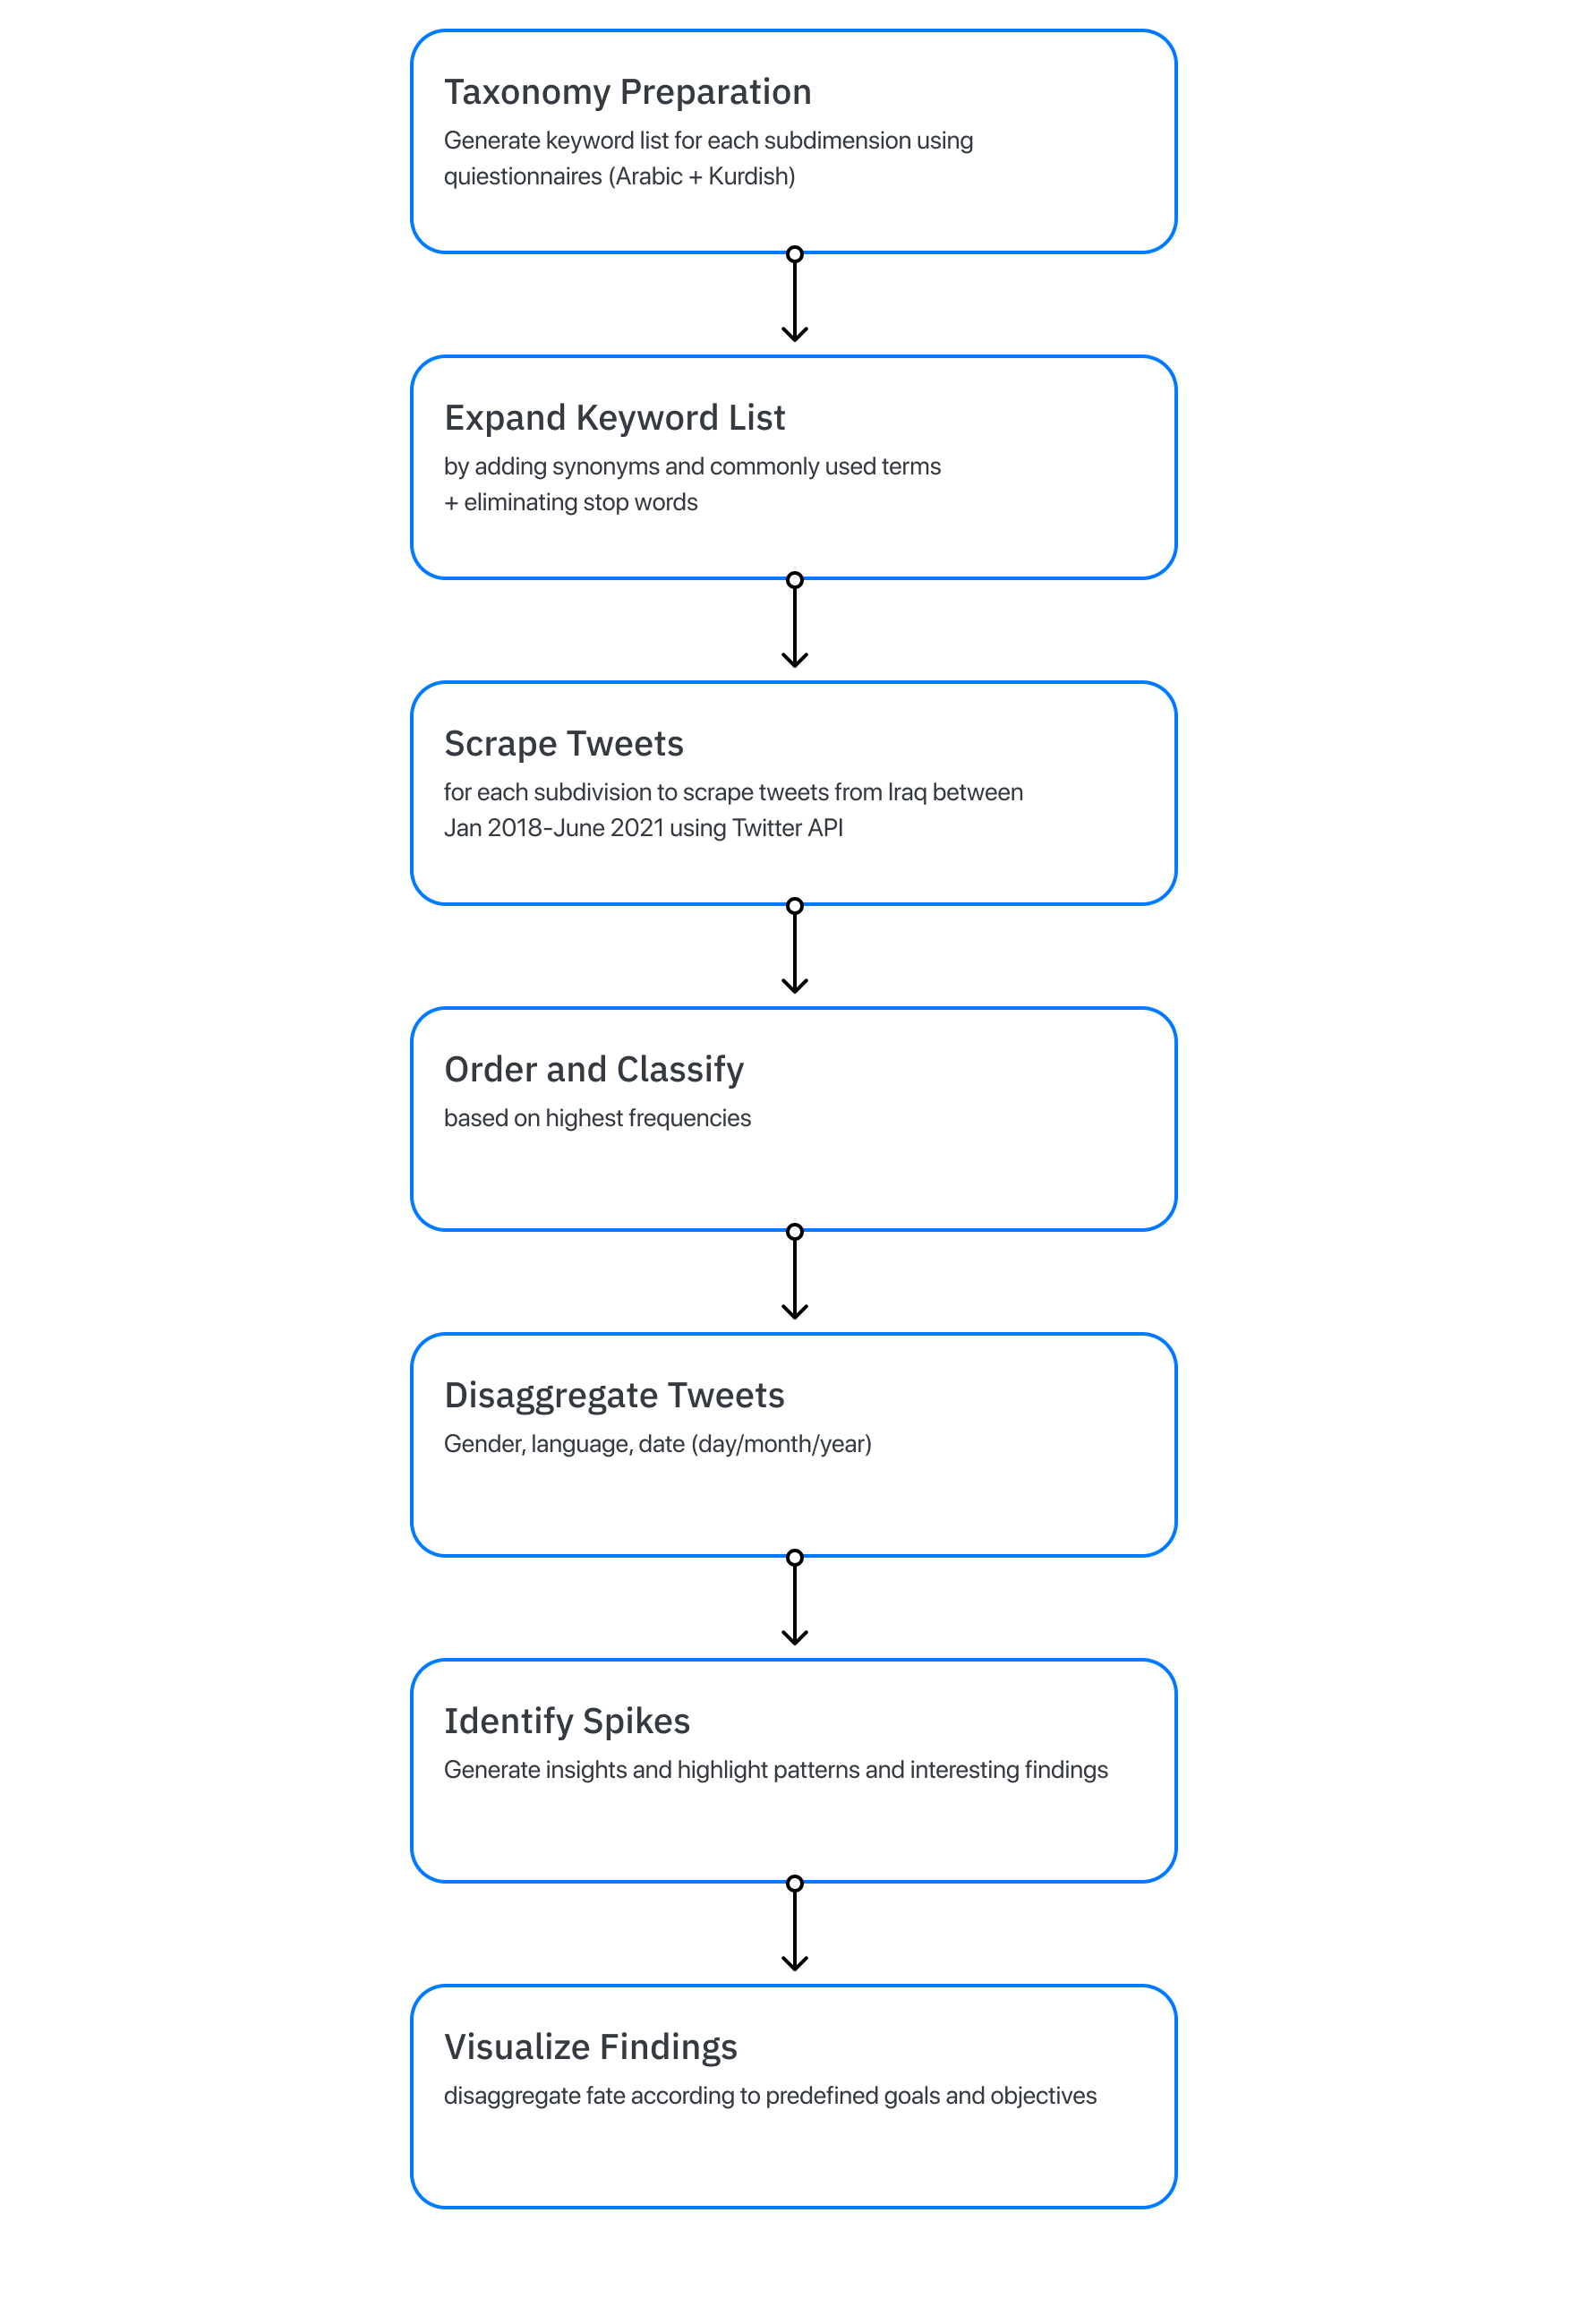 Taxonomy Preparation
Generate keyword list for each subdimension using
quiestionnaires (Arabic + Kurdish)
Expand Keyword List
by adding synonyms and commonly used terms
+ eliminating stop words
Scrape Tweets
for each subdivision to scrape tweets from Iraq between
Jan 2018-June 2021 using Twitter API
Order and Classify
based on highest frequencies
Disaggregate Tweets
Gender, language, date (day/month/year)
Identify Spikes
Generate insights and highlight patterns and interesting findings
Visualize Findings
disaggregate fate according to predefined goals and objectives